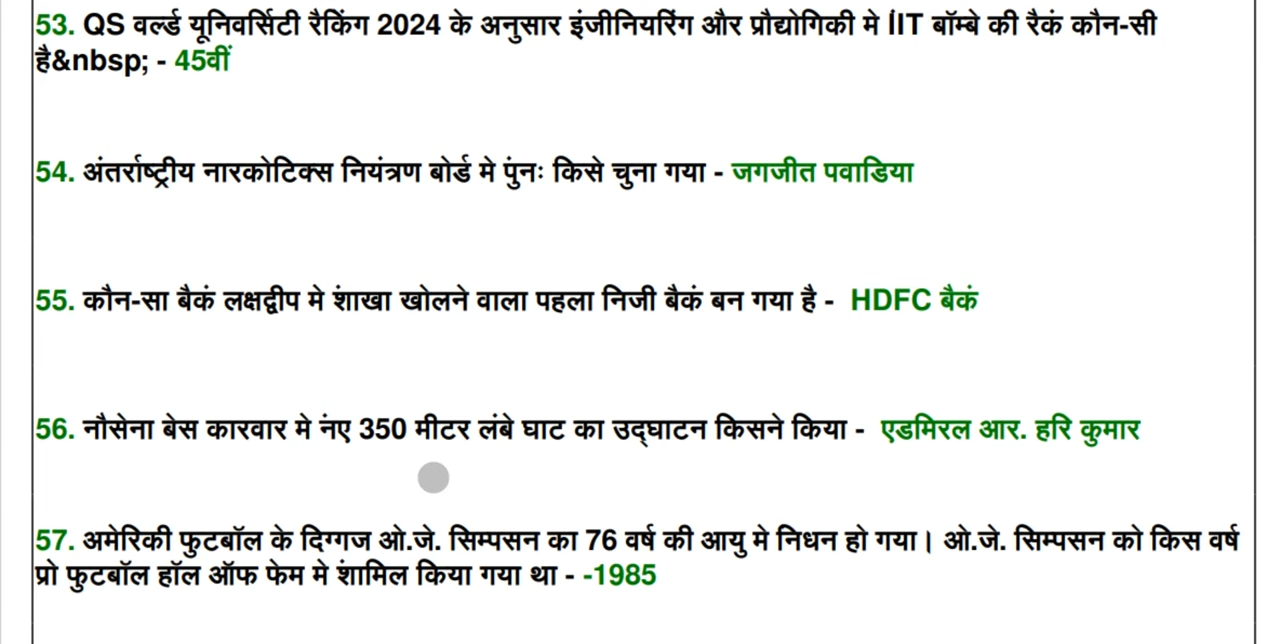 53. QS वर्ल्ड यूनिवर्सिटी रैकिंग 2024 के अनुसार इंजीनियरिंग और प्रौद्योगिकी मे IIT बॉम्बे की रैकं कौन-सी
है&nbsp; - 45वीं
54. अंतर्राष्ट्रीय नारकोटिक्स नियंत्रण बोर्ड मे पुंनः किसे चुना गया - जगजीत पवाडिया
55. कौन-सा बैकं लक्षद्वीप मे शंाखा खोलने वाला पहला निजी बैकं बन गया है - HDFC बैकं
56. नौसेना बेस कारवार मे नंए 350 मीटर लंबे घाट का उद्घाटन किसने किया - एडमिरल आर. हरि कुमार
57. अमेरिकी फुटबॉल के दिग्गज ओ.जे. सिम्पसन का 76 वर्ष की आयु मे निधन हो गया। ओ.जे. सिम्पसन को किस वर्ष
प्रो फुटबॉल हॉल ऑफ फेम मे शंामिल किया गया था - -1985